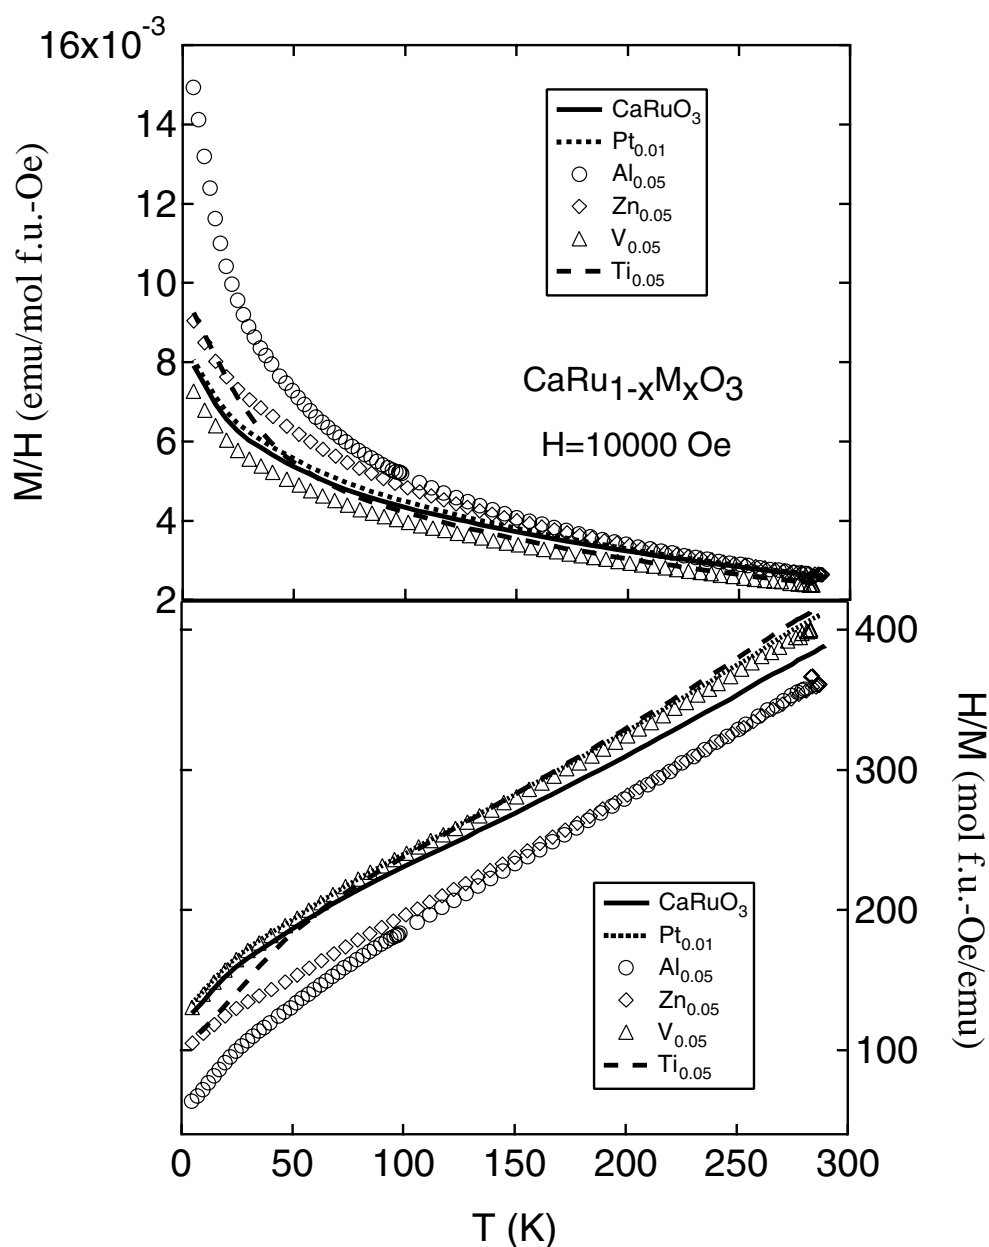 16x10⁻³
14
12
10
8
6
4
2
M/H (emu/mol f.u.-Oe)
CaRuO₃
Pt₀.₀₁
Al₀.₀₅
Zn₀.₀₅
V₀.₀₅
Ti₀.₀₅
CaRu₁₋ₓMₓO₃
H=10000 Oe
400
300
200
100
H/M (mol f.u.-Oe/emu)
CaRuO₃
Pt₀.₀₁
Al₀.₀₅
Zn₀.₀₅
V₀.₀₅
Ti₀.₀₅
0 50 100 150 200 250 300
T (K)